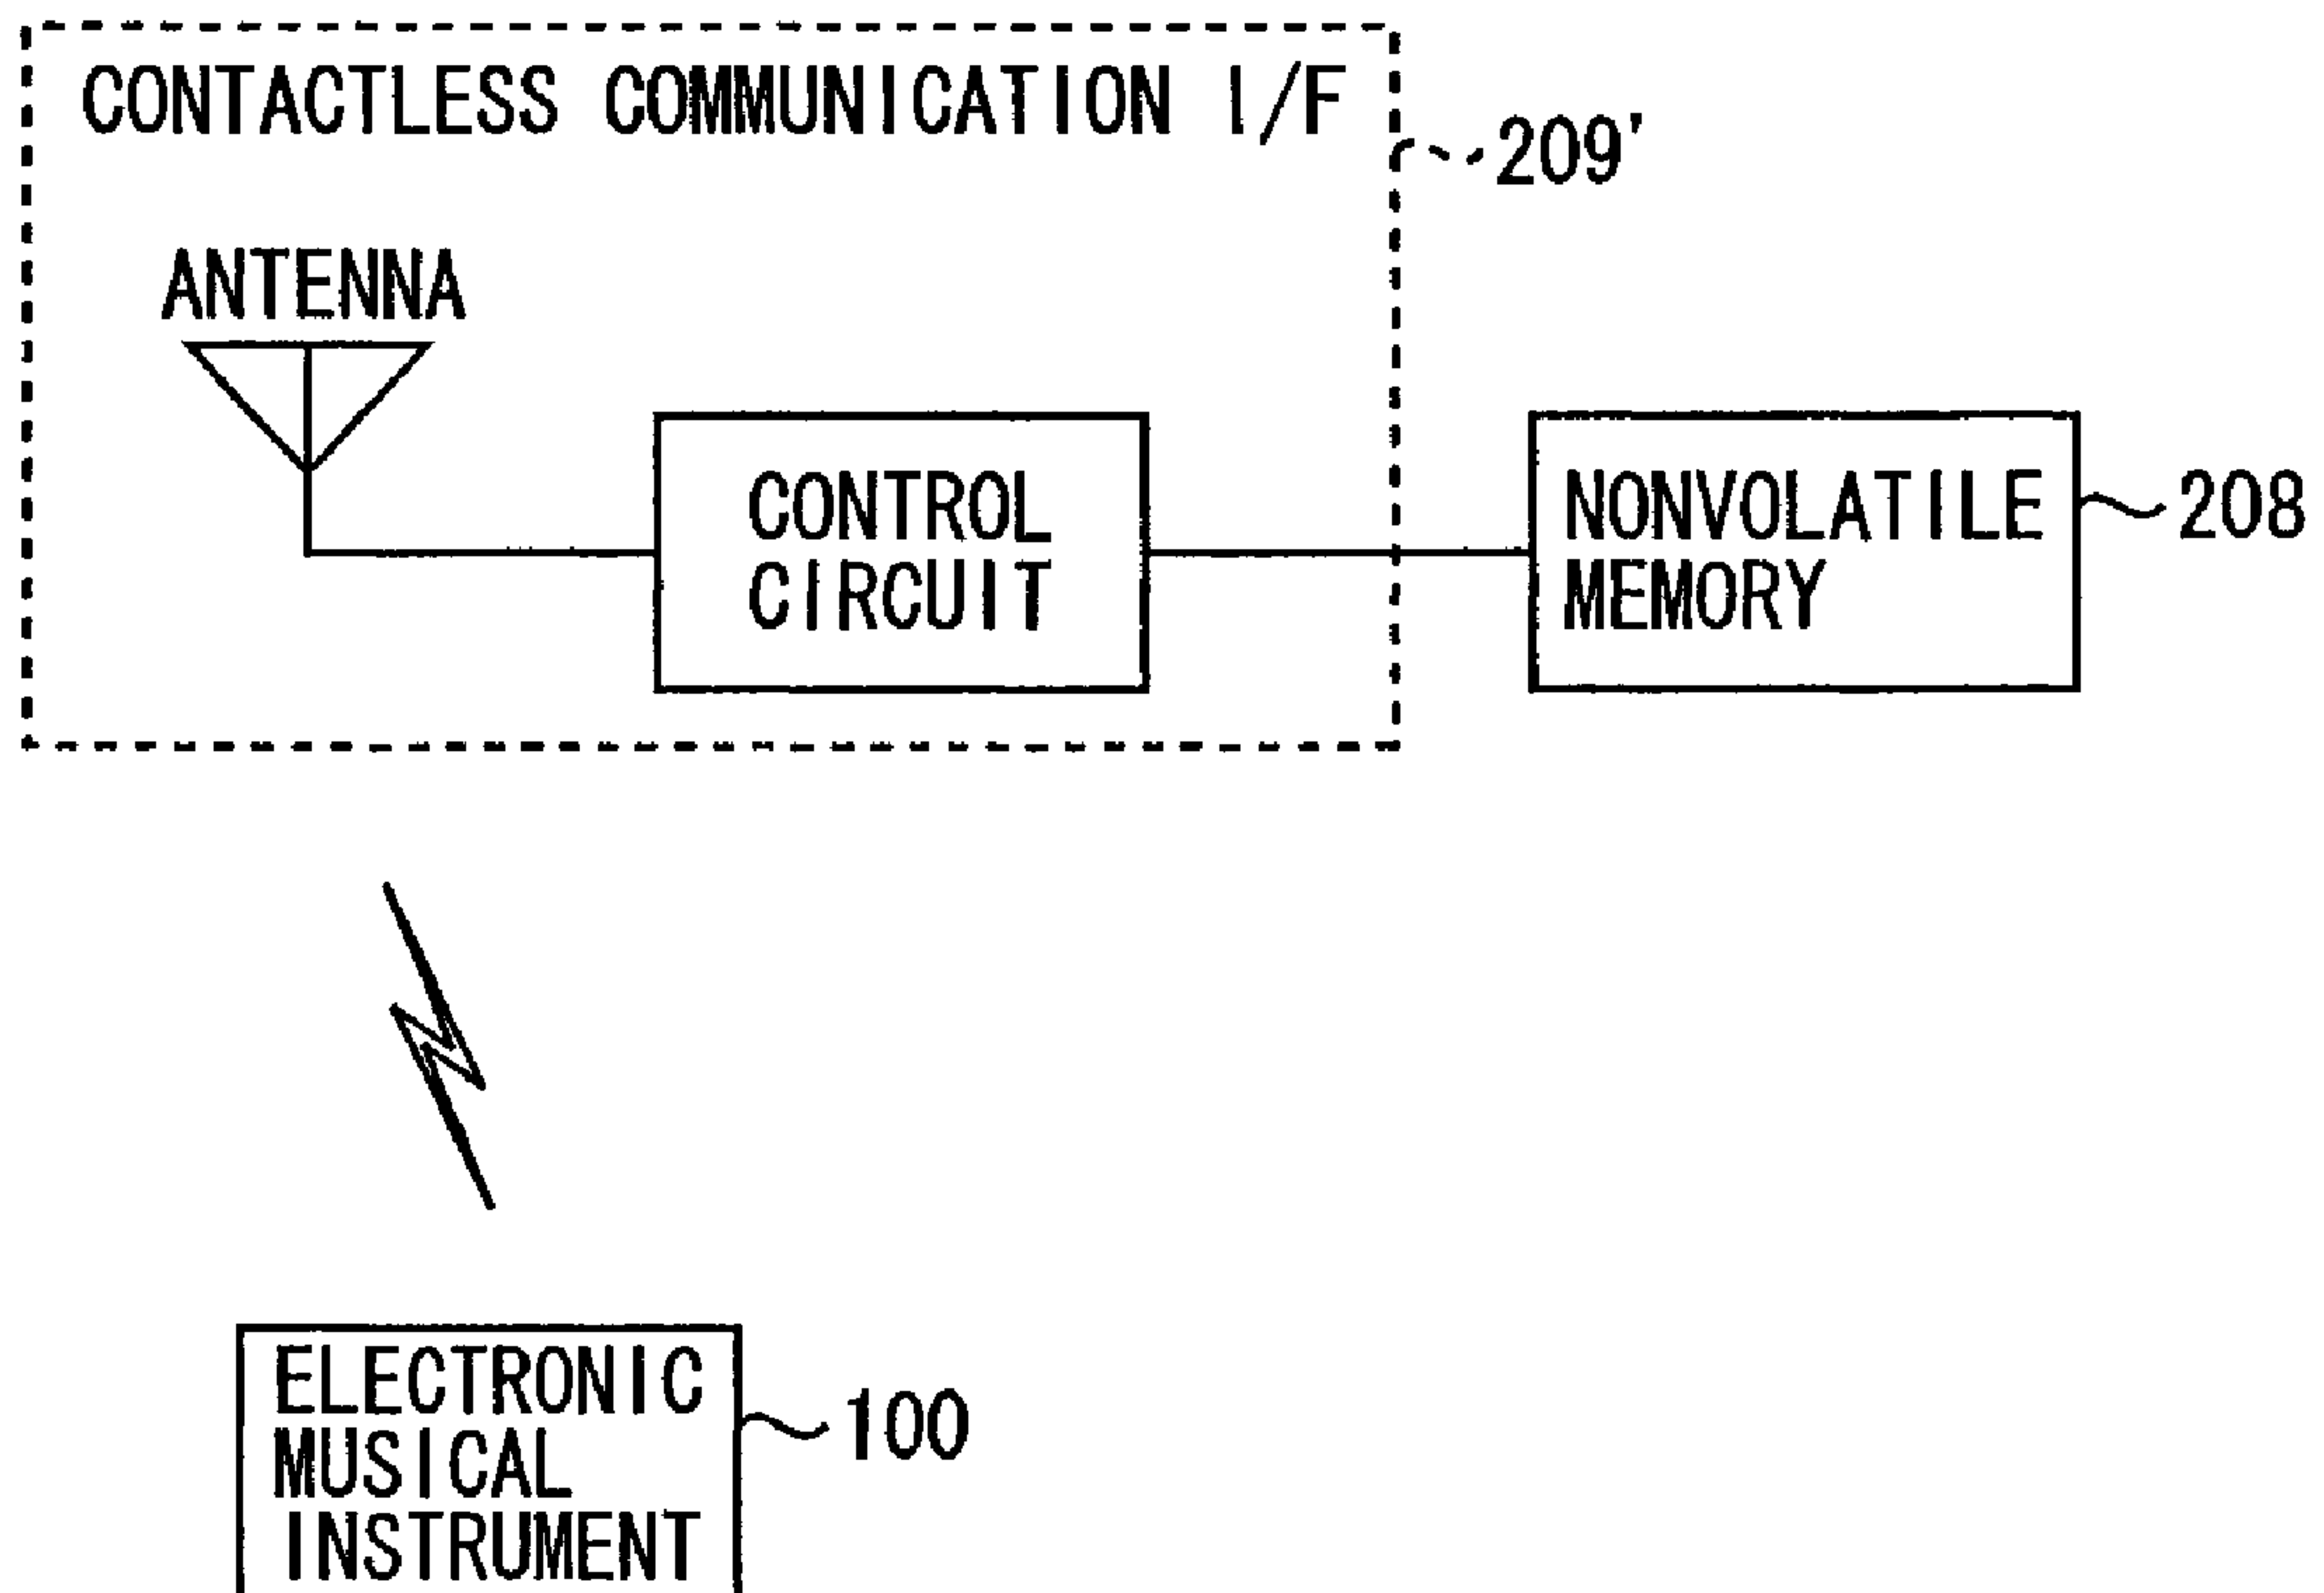 CONTACTLESS COMMUNICATION I/F
209'
ANTENNA
CONTROL
CIRCUIT
NONVOLATILE
MEMORY
208
ELECTRONIC
MUSICAL
INSTRUMENT
100